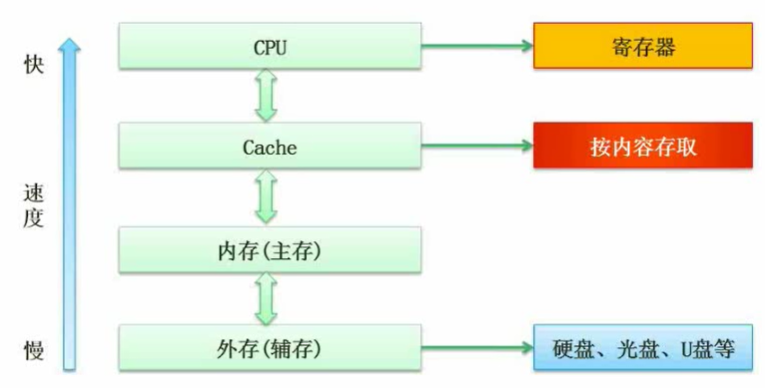 CPU
寄存器
快
Cache
按内容存取
速度
内存(主存)
慢
外存(辅存)
硬盘、光盘、U盘等